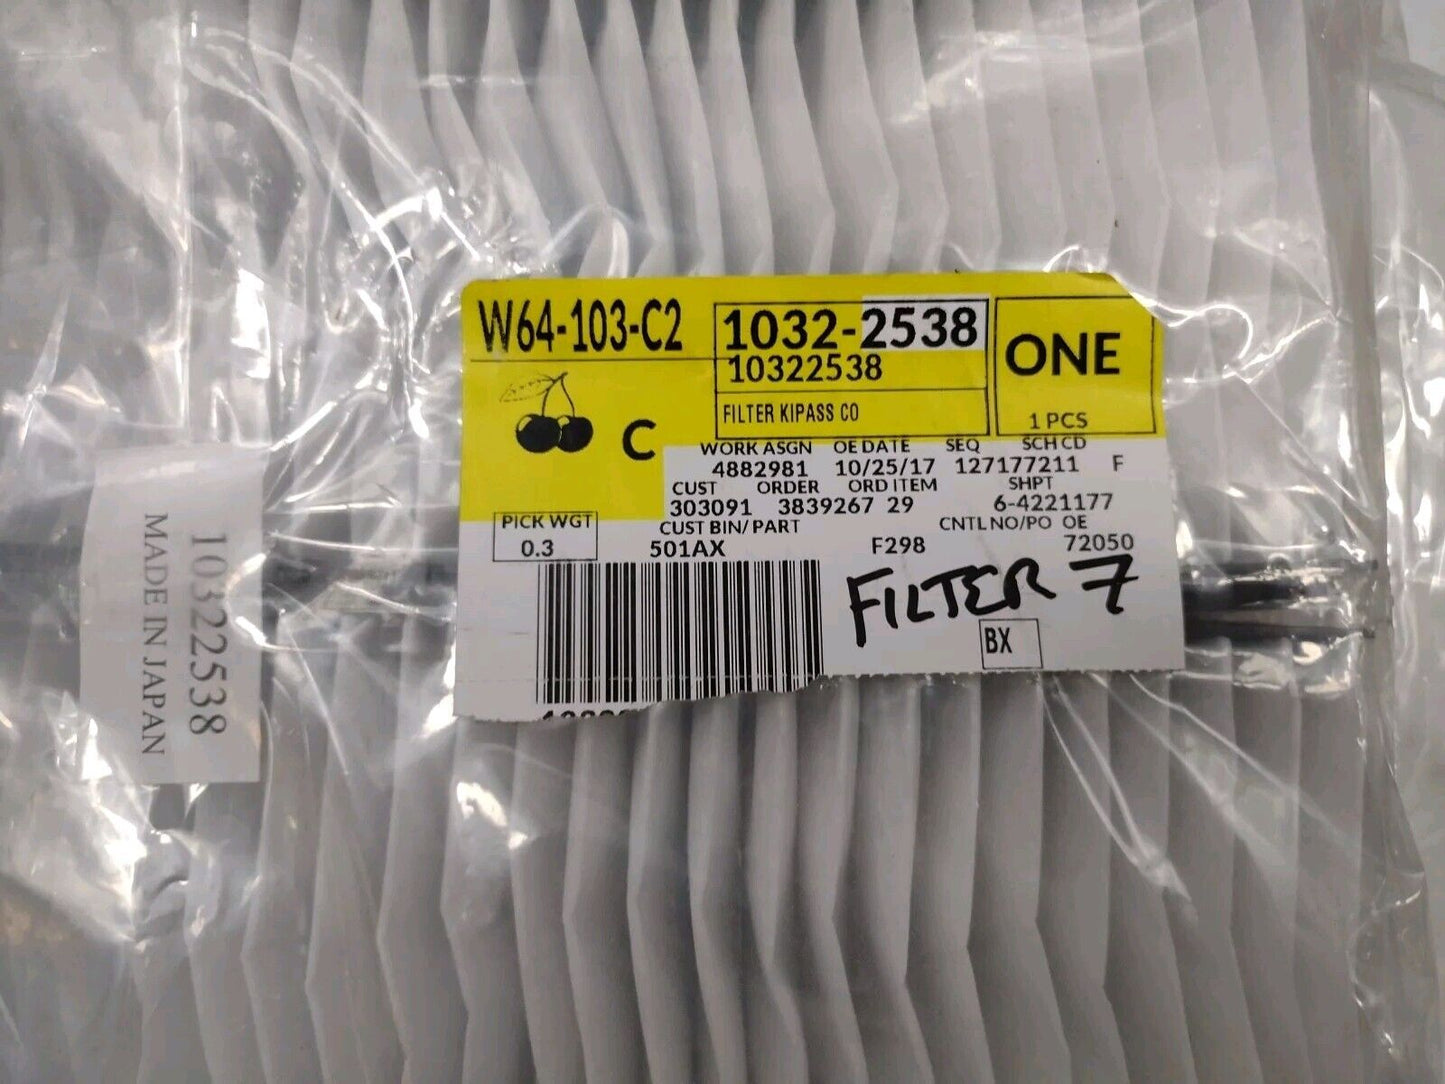 W64-103-C2
1032-2538
10322538
ONE
FILTER KIPASS CO
1 PCS
C
WORK ASGN OE DATE SEQ SCH CD
4882981 10/25/17 127177211 F
CUST ORDER ORD ITEM SHPT
303091 3839267 29 6-4221177
PICK WGT CUST BIN/PART CNTL NO/PO OE
0.3 501AX F298 72050
FILTER 7
BX
10322538
MADE IN JAPAN